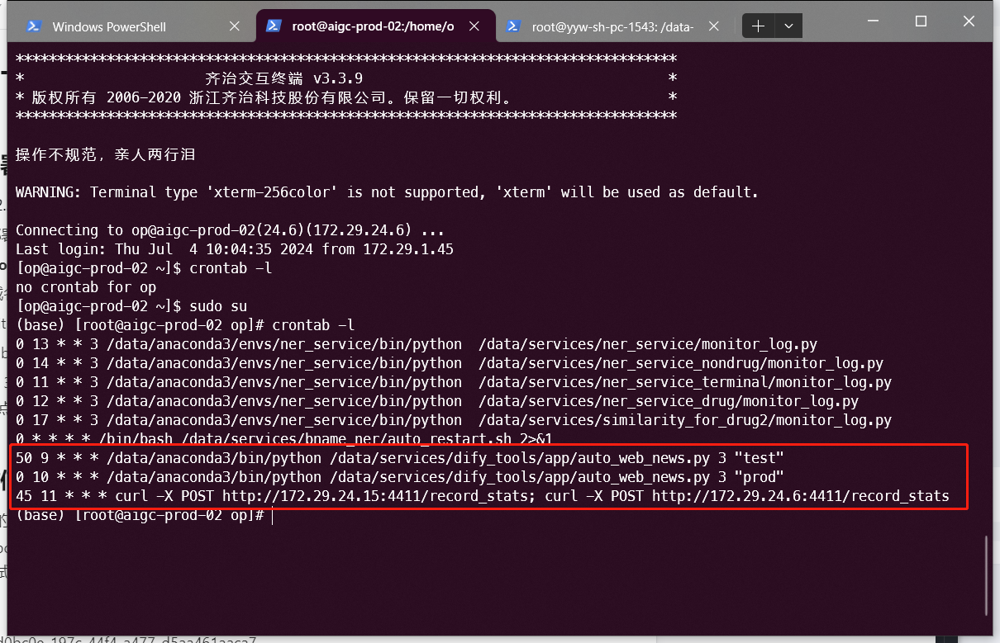 Windows PowerShell
root@aigc-prod-02:/home/o
root@yyw-sh-pc-1543: /data-
********************************************************************************
* 齐治交互终端 v3.3.9 *
* 版权所有 2006-2020 浙江齐治科技股份有限公司。保留一切权利。 *
********************************************************************************
操作不规范，亲人两行泪
WARNING: Terminal type 'xterm-256color' is not supported, 'xterm' will be used as default.
Connecting to op@aigc-prod-02(24.6)(172.29.24.6) ...
Last login: Thu Jul  4 10:04:35 2024 from 172.29.1.45
[op@aigc-prod-02 ~]$ crontab -l
no crontab for op
[op@aigc-prod-02 ~]$ sudo su
(base) [root@aigc-prod-02 op]# crontab -l
0 13 * * 3 /data/anaconda3/envs/ner_service/bin/python  /data/services/ner_service/monitor_log.py
0 14 * * 3 /data/anaconda3/envs/ner_service/bin/python  /data/services/ner_service_nondrug/monitor_log.py
0 11 * * 3 /data/anaconda3/envs/ner_service/bin/python  /data/services/ner_service_terminal/monitor_log.py
0 12 * * 3 /data/anaconda3/envs/ner_service/bin/python  /data/services/ner_service_drug/monitor_log.py
0 17 * * 3 /data/anaconda3/envs/ner_service/bin/python  /data/services/similarity_for_drug2/monitor_log.py
0 * * * * /bin/bash /data/services/bname_ner/auto_restart.sh 2>&1
50 9 * * * /data/anaconda3/bin/python /data/services/dify_tools/app/auto_web_news.py 3 "test"
0 10 * * * /data/anaconda3/bin/python /data/services/dify_tools/app/auto_web_news.py 3 "prod"
45 11 * * * curl -X POST http://172.29.24.15:4411/record_stats; curl -X POST http://172.29.24.6:4411/record_stats
(base) [root@aigc-prod-02 op]#